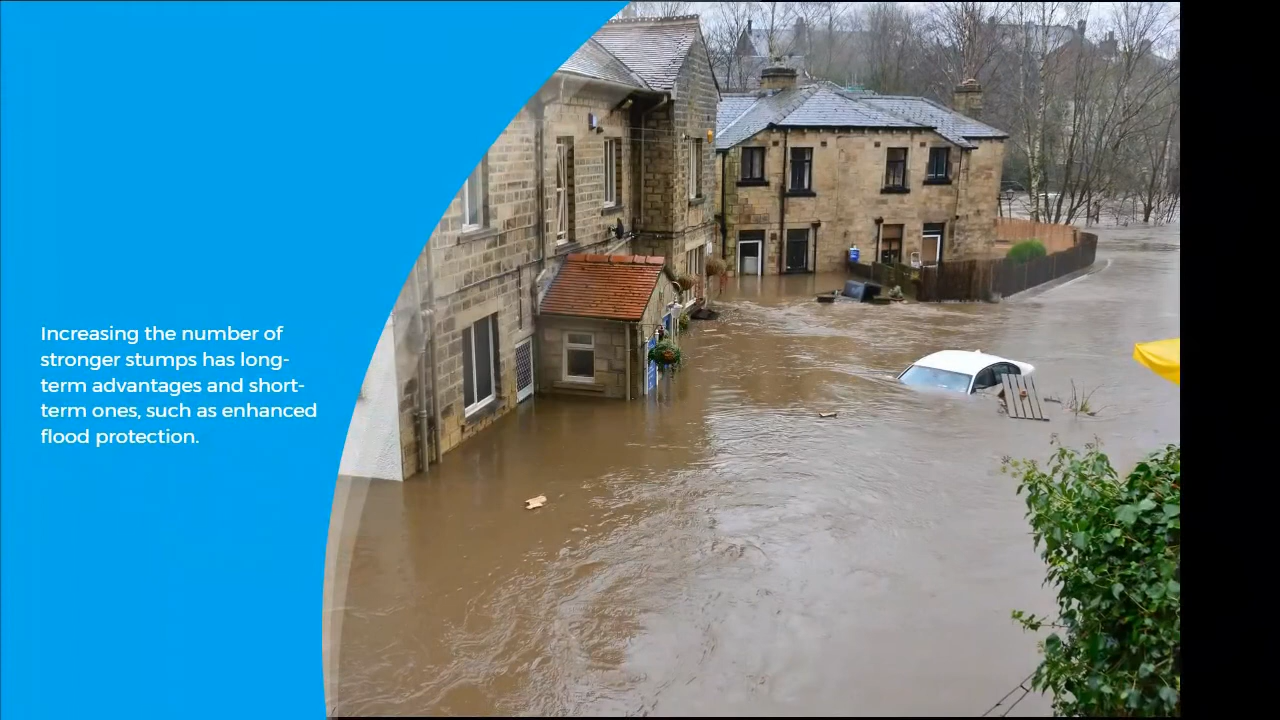 Increasing the number of
stronger stumps has long-
term advantages and short-
term ones, such as enhanced
flood protection.